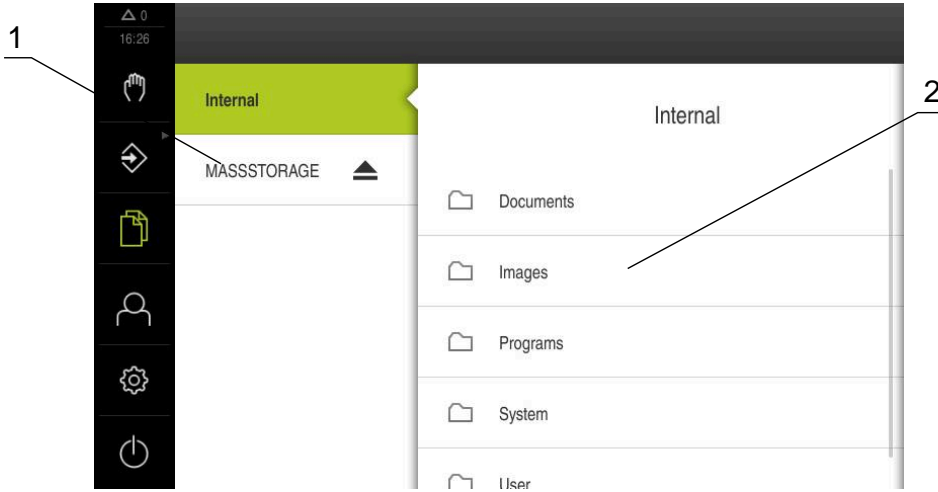 1
0
16:26
Internal
MASSSTORAGE
Internal
2
Documents
Images
Programs
System
User